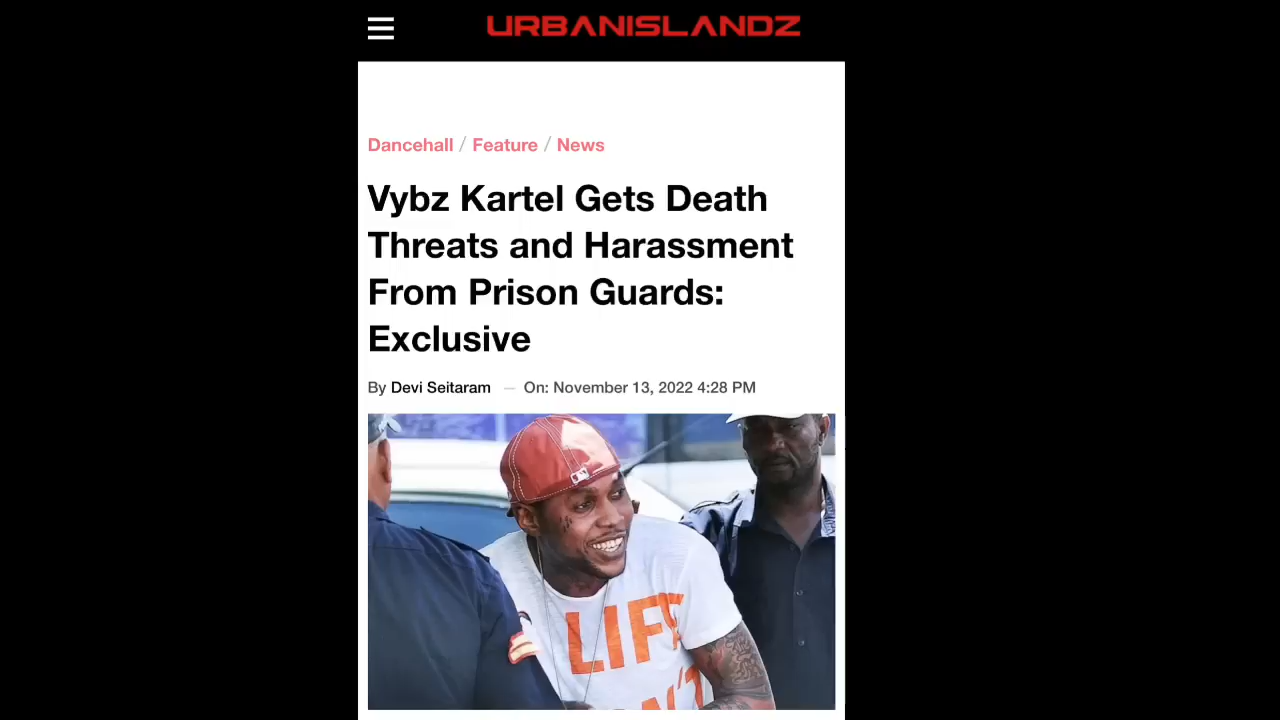 URBANISLANDZ
Dancehall / Feature / News
Vybz Kartel Gets Death
Threats and Harassment
From Prison Guards:
Exclusive
By Devi Seitaram — On: November 13, 2022 4:28 PM
LIFE